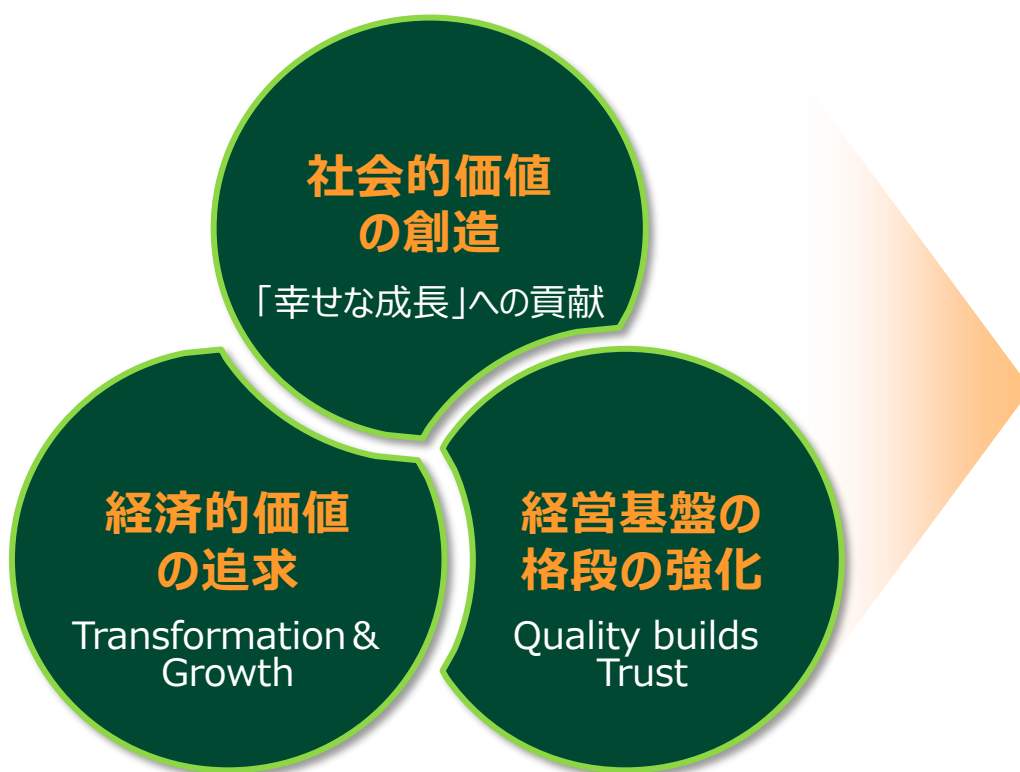 社会的価値
の創造
「幸せな成長」への貢献
経済的価値
の追求
Transformation &
Growth
経営基盤の
格段の強化
Quality builds
Trust